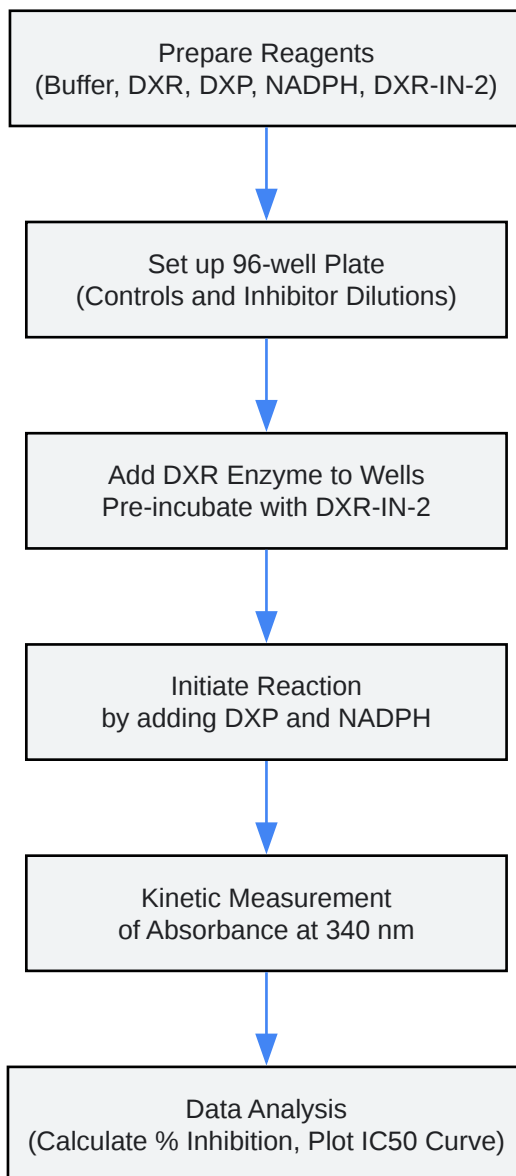 Prepare Reagents
(Buffer, DXR, DXP, NADPH, DXR-IN-2)
Set up 96-well Plate
(Controls and Inhibitor Dilutions)
Add DXR Enzyme to Wells
Pre-incubate with DXR-IN-2
Initiate Reaction
by adding DXP and NADPH
Kinetic Measurement
of Absorbance at 340 nm
Data Analysis
(Calculate % Inhibition, Plot IC50 Curve)